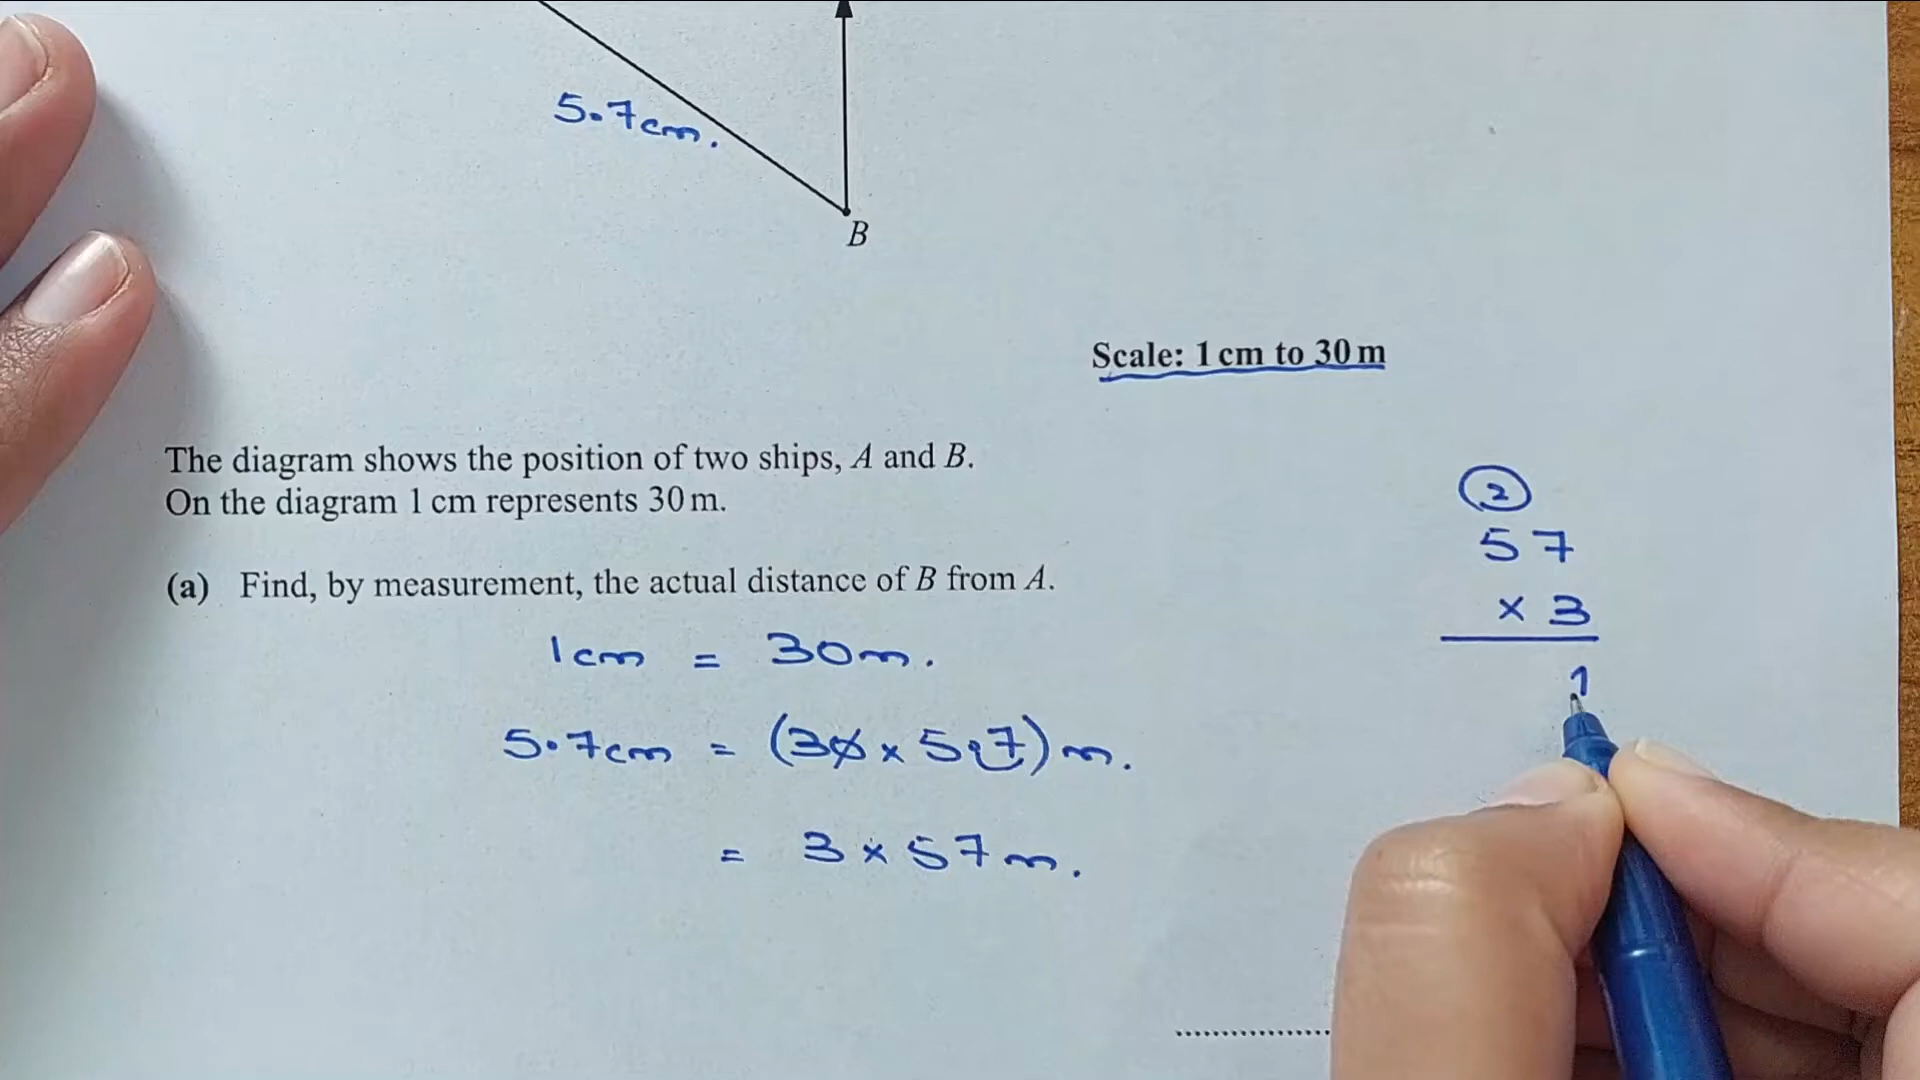 5.7cm.
B
Scale: 1 cm to 30 m
The diagram shows the position of two ships, A and B.
On the diagram 1 cm represents 30 m.
(a) Find, by measurement, the actual distance of B from A.
1cm = 30m.
5.7cm = (30 x 5.7) m.
= 3 x 57 m.
2
57
x 3
1